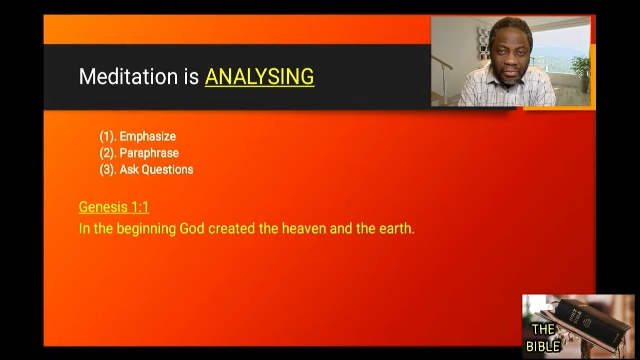 Meditation is ANALYSING
(1). Emphasize
(2). Paraphrase
(3). Ask Questions
Genesis 1:1
In the beginning God created the heaven and the earth.
THE
BIBLE